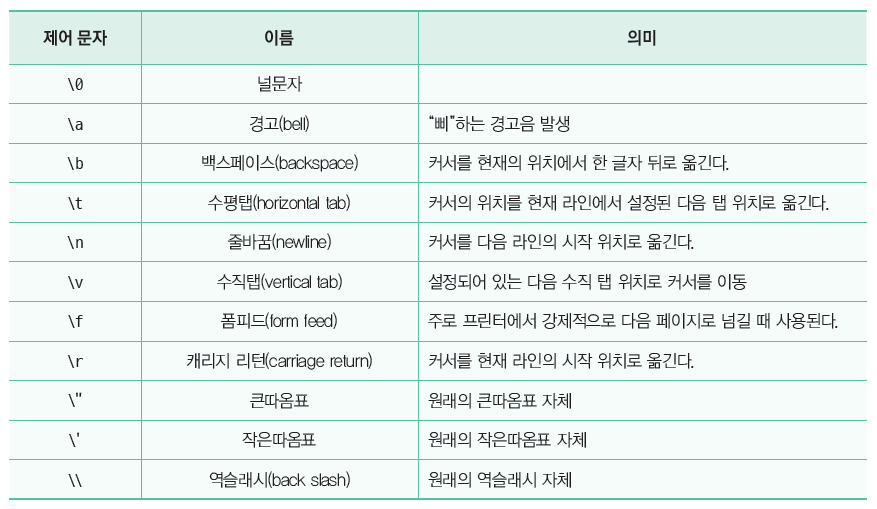 제어 문자 이름 의미
\0 널문자
\a 경고(bell) “삐”하는 경고음 발생
\b 백스페이스(backspace) 커서를 현재의 위치에서 한 글자 뒤로 옮긴다.
\t 수평탭(horizontal tab) 커서의 위치를 현재 라인에서 설정된 다음 탭 위치로 옮긴다.
\n 줄바꿈(newline) 커서를 다음 라인의 시작 위치로 옮긴다.
\v 수직탭(vertical tab) 설정되어 있는 다음 수직 탭 위치로 커서를 이동
\f 폼피드(form feed) 주로 프린터에서 강제적으로 다음 페이지로 넘길 때 사용된다.
\r 캐리지 리턴(carriage return) 커서를 현재 라인의 시작 위치로 옮긴다.
\" 큰따옴표 원래의 큰따옴표 자체
\' 작은따옴표 원래의 작은따옴표 자체
\\ 역슬래시(back slash) 원래의 역슬래시 자체